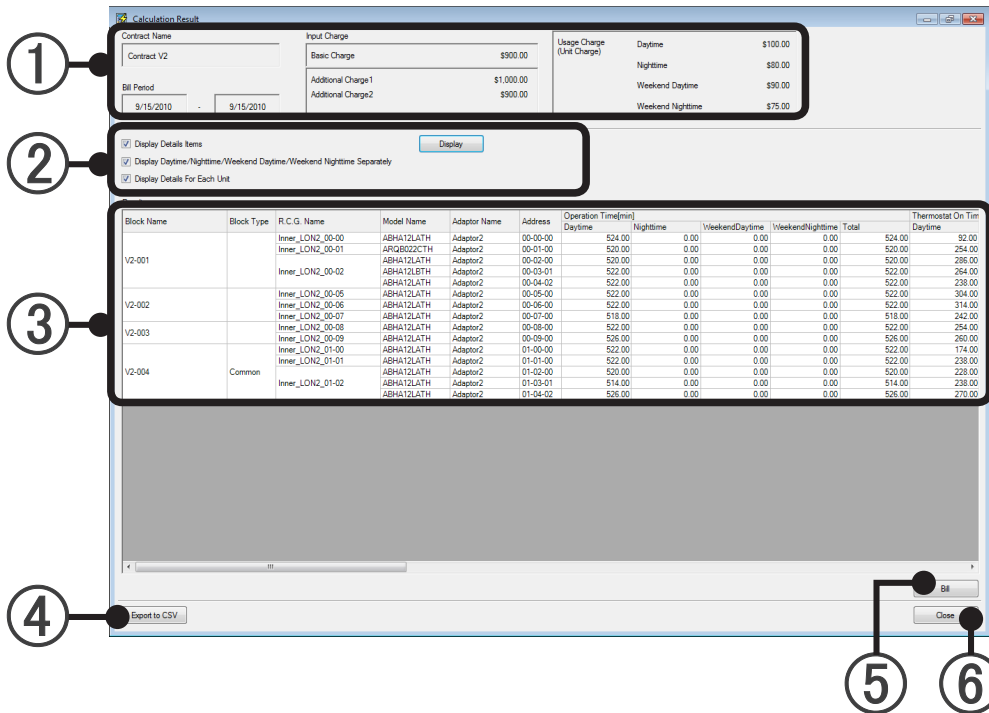 Calculation Result
Contract Name
Contract V2
Bill Period
9/15/2010 - 9/15/2010
Input Charge
Basic Charge $900.00
Additional Charge1 $1,000.00
Additional Charge2 $900.00
Usage Charge
(Unit Charge)
Daytime $100.00
Nighttime $80.00
Weekend Daytime $90.00
Weekend Nighttime $75.00
①
Display Details Items
Display
Display Daytime/Nighttime/Weekend Daytime/Weekend Nighttime Separately
Display Details For Each Unit
②
Block Name Block Type R.C.G. Name Model Name Adaptor Name Address Operation Time[min] Thermostat On Tim
Daytime Nighttime WeekendDaytime WeekendNighttime Total Daytime
V2-001 Inner_LON2_00-00 ABHA12LATH Adaptor2 00-00-00 524.00 0.00 0.00 0.00 524.00 92.00
Inner_LON2_00-01 ARQB022CTH Adaptor2 00-01-00 520.00 0.00 0.00 0.00 520.00 254.00
Inner_LON2_00-02 ABHA12LATH Adaptor2 00-02-00 520.00 0.00 0.00 0.00 520.00 286.00
ABHA12LBTH Adaptor2 00-03-01 522.00 0.00 0.00 0.00 522.00 264.00
ABHA12LATH Adaptor2 00-04-02 522.00 0.00 0.00 0.00 522.00 238.00
V2-002 Inner_LON2_00-05 ABHA12LATH Adaptor2 00-05-00 522.00 0.00 0.00 0.00 522.00 304.00
Inner_LON2_00-06 ABHA12LATH Adaptor2 00-06-00 522.00 0.00 0.00 0.00 522.00 314.00
Inner_LON2_00-07 ABHA12LATH Adaptor2 00-07-00 518.00 0.00 0.00 0.00 518.00 242.00
V2-003 Inner_LON2_00-08 ABHA12LATH Adaptor2 00-08-00 522.00 0.00 0.00 0.00 522.00 254.00
Inner_LON2_00-09 ABHA12LATH Adaptor2 00-09-00 526.00 0.00 0.00 0.00 526.00 260.00
V2-004 Common Inner_LON2_01-00 ABHA12LATH Adaptor2 01-00-00 522.00 0.00 0.00 0.00 522.00 174.00
Inner_LON2_01-01 ABHA12LATH Adaptor2 01-01-00 522.00 0.00 0.00 0.00 522.00 238.00
Inner_LON2_01-02 ABHA12LATH Adaptor2 01-02-00 520.00 0.00 0.00 0.00 520.00 228.00
ABHA12LATH Adaptor2 01-03-01 514.00 0.00 0.00 0.00 514.00 238.00
ABHA12LATH Adaptor2 01-04-02 526.00 0.00 0.00 0.00 526.00 270.00
③
Bill
④
Export to CSV
Close
⑤
⑥